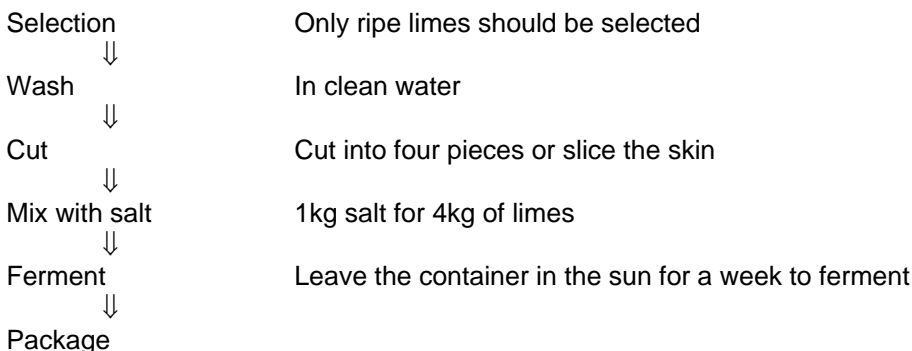 Selection Only ripe limes should be selected
⇓
Wash In clean water
⇓
Cut Cut into four pieces or slice the skin
⇓
Mix with salt 1kg salt for 4kg of limes
⇓
Ferment Leave the container in the sun for a week to ferment
⇓
Package